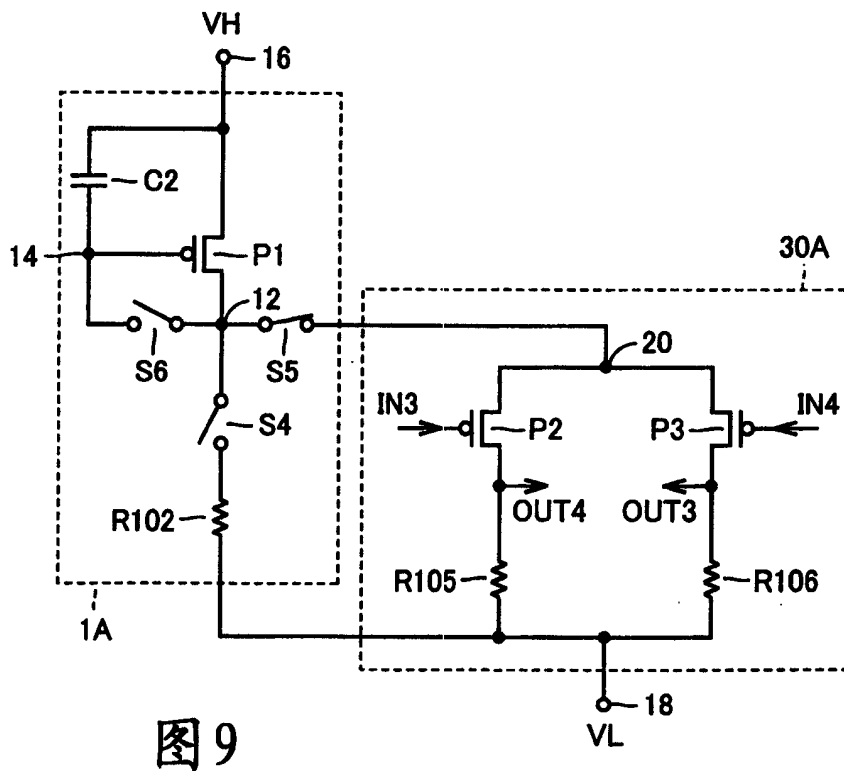 VH
16
C2
14
P1
30A
12
20
S6
S5
IN3
IN4
P2
P3
S4
OUT4
OUT3
R102
R105
R106
1A
18
VL
图9